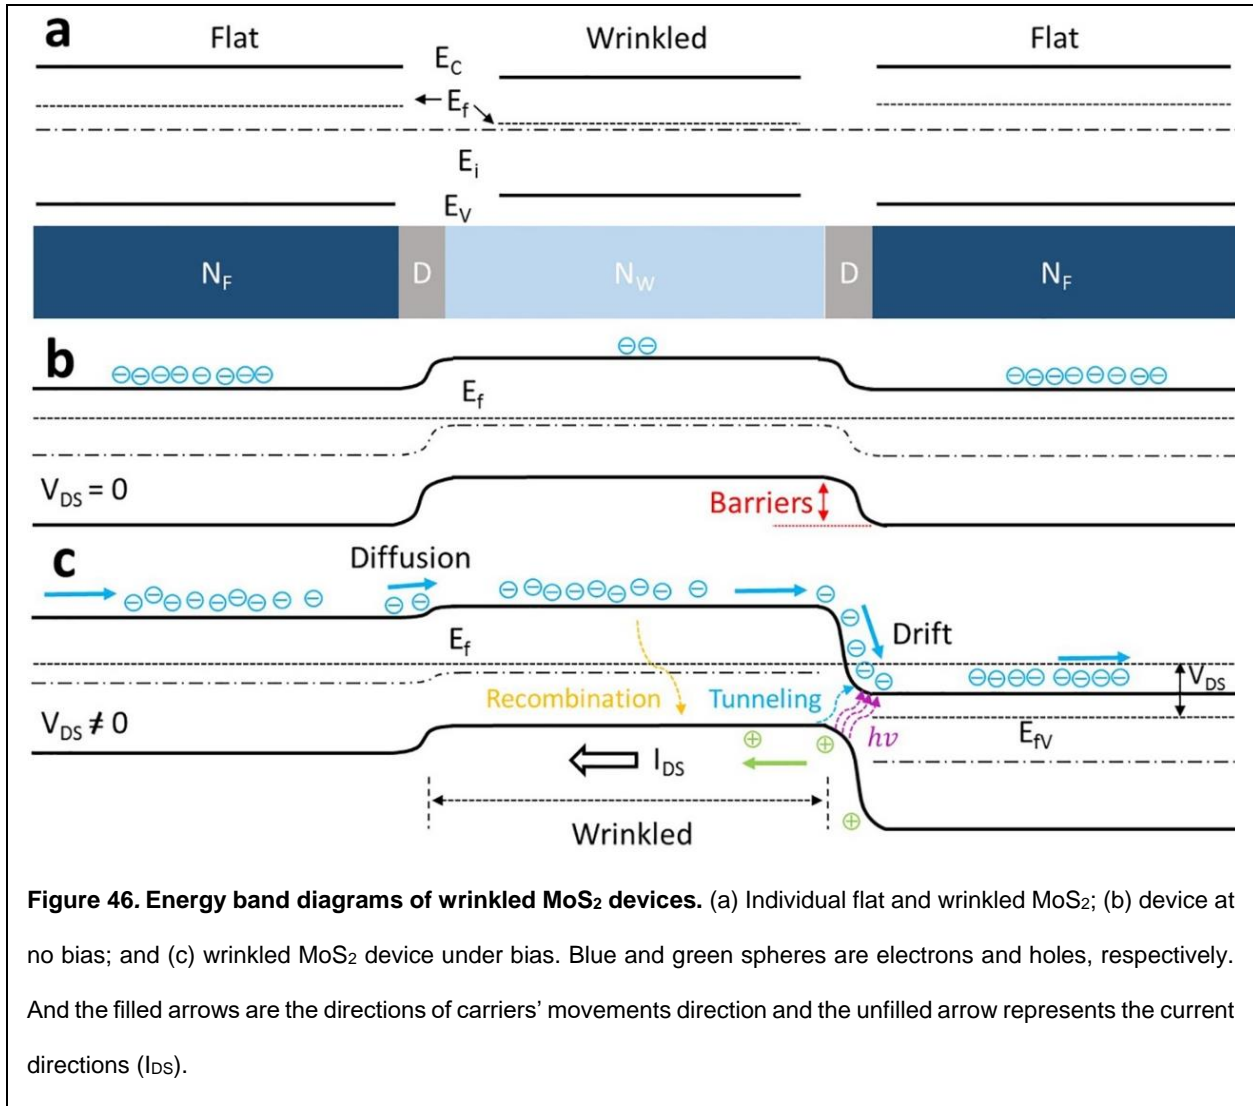 a
Flat Wrinkled Flat
E_C
E_f
E_i
E_V
N_F D N_W D N_F
b
E_f
V_DS = 0
Barriers
c
Diffusion
E_f
Drift
V_DS
Recombination Tunneling
V_DS ≠ 0
hν
E_fV
I_DS
Wrinkled
Figure 46. Energy band diagrams of wrinkled MoS₂ devices. (a) Individual flat and wrinkled MoS₂; (b) device at
no bias; and (c) wrinkled MoS₂ device under bias. Blue and green spheres are electrons and holes, respectively.
And the filled arrows are the directions of carriers’ movements direction and the unfilled arrow represents the current
directions (I_DS).